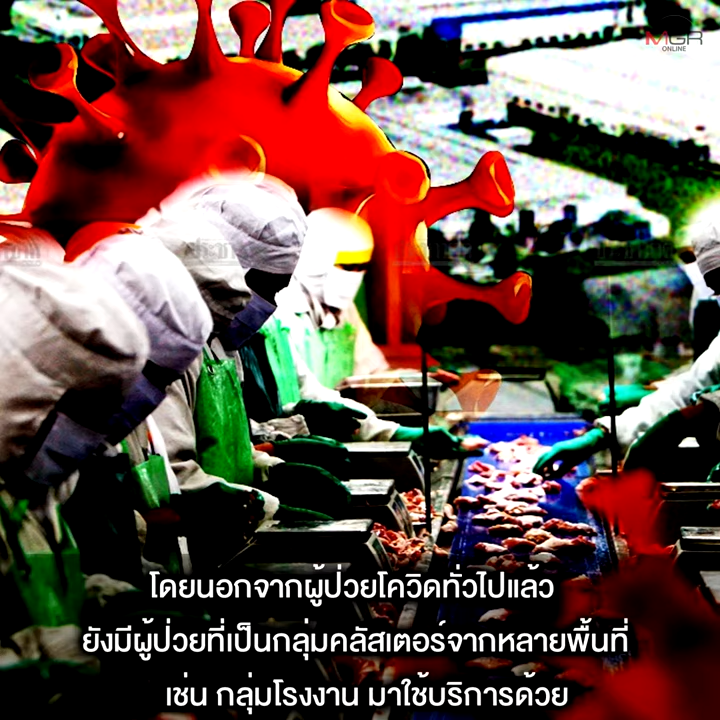 MGR
ONLINE
โดยนอกจากผู้ป่วยโควิดทั่วไปแล้ว
ยังมีผู้ป่วยที่เป็นกลุ่มคลัสเตอร์จากหลายพื้นที่
เช่น กลุ่มโรงงาน มาใช้บริการด้วย